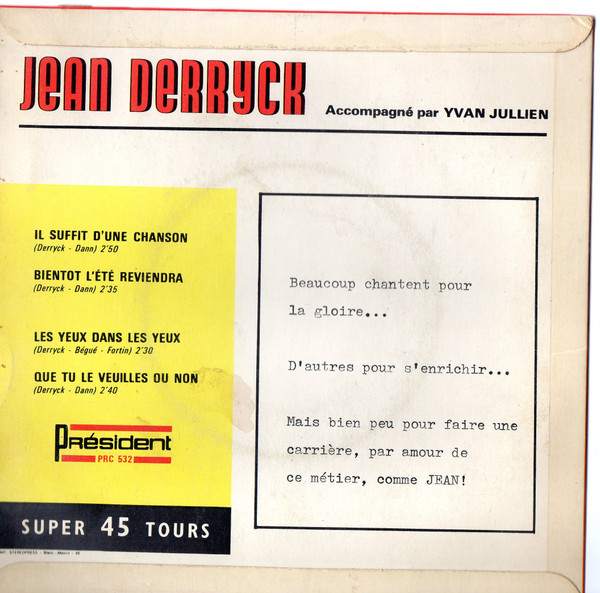 Jean Derryck
Accompagné par YVAN JULLIEN
IL SUFFIT D'UNE CHANSON
(Derryck - Dann) 2'50
BIENTOT L'ÉTÉ REVIENDRA
(Derryck - Dann) 2'35
LES YEUX DANS LES YEUX
(Derryck - Bégué - Fortin) 2'30
QUE TU LE VEUILLES OU NON
(Derryck - Dann) 2'40
Président
PRC 532
SUPER 45 TOURS
Beaucoup chantent pour
la gloire...
D'autres pour s'enrichir...
Mais bien peu pour faire une
carrière, par amour de
ce métier, comme JEAN!